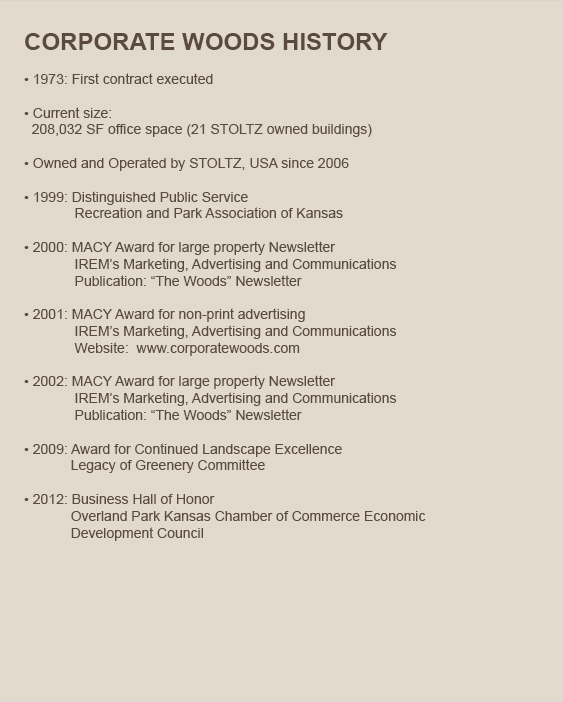 CORPORATE WOODS HISTORY
• 1973: First contract executed
• Current size:
208,032 SF office space (21 STOLTZ owned buildings)
• Owned and Operated by STOLTZ, USA since 2006
• 1999: Distinguished Public Service
Recreation and Park Association of Kansas
• 2000: MACY Award for large property Newsletter
IREM's Marketing, Advertising and Communications
Publication: “The Woods” Newsletter
• 2001: MACY Award for non-print advertising
IREM's Marketing, Advertising and Communications
Website: www.corporatewoods.com
• 2002: MACY Award for large property Newsletter
IREM's Marketing, Advertising and Communications
Publication: “The Woods” Newsletter
• 2009: Award for Continued Landscape Excellence
Legacy of Greenery Committee
• 2012: Business Hall of Honor
Overland Park Kansas Chamber of Commerce Economic
Development Council